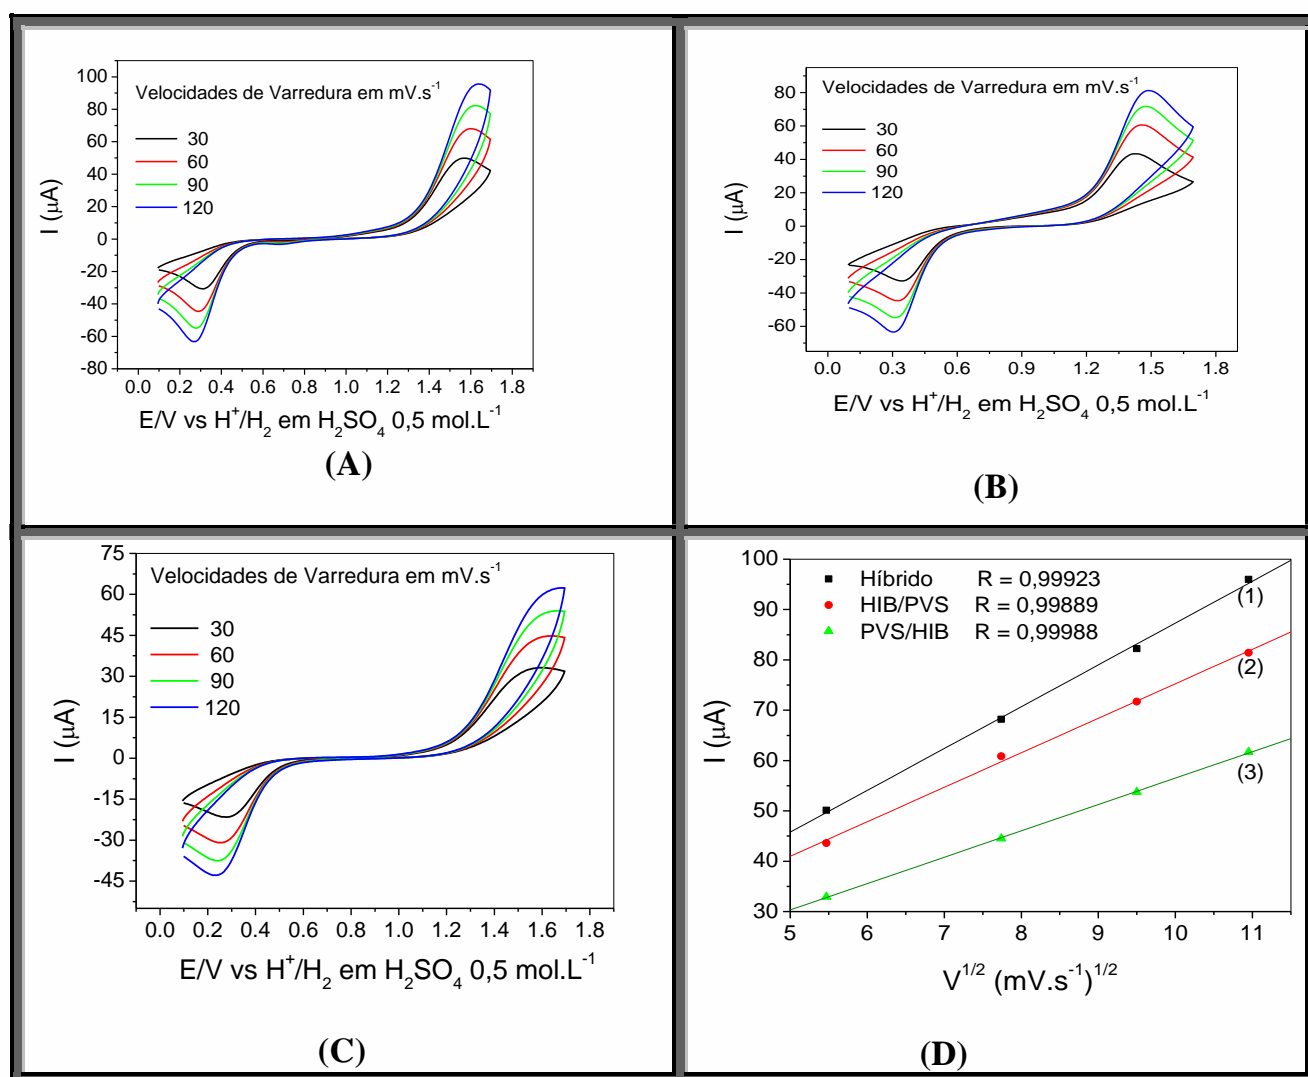 Velocidades de Varredura em mV.s-1
30
60
90
120
I (µA)
100
80
60
40
20
0
-20
-40
-60
-80
0.0 0.2 0.4 0.6 0.8 1.0 1.2 1.4 1.6 1.8
E/V vs H+/H2 em H2SO4 0,5 mol.L-1
(A)
Velocidades de Varredura em mV.s-1
30
60
90
120
I (µA)
80
60
40
20
0
-20
-40
-60
0.0 0.3 0.6 0.9 1.2 1.5 1.8
E/V vs H+/H2 em H2SO4 0,5 mol.L-1
(B)
Velocidades de Varredura em mV.s-1
30
60
90
120
I (µA)
75
60
45
30
15
0
-15
-30
-45
0.0 0.2 0.4 0.6 0.8 1.0 1.2 1.4 1.6 1.8
E/V vs H+/H2 em H2SO4 0,5 mol.L-1
(C)
Híbrido R = 0,99923
HIB/PVS R = 0,99889
PVS/HIB R = 0,99988
(1)
(2)
(3)
I (µA)
100
90
80
70
60
50
40
30
5 6 7 8 9 10 11
V1/2 (mV.s-1)1/2
(D)